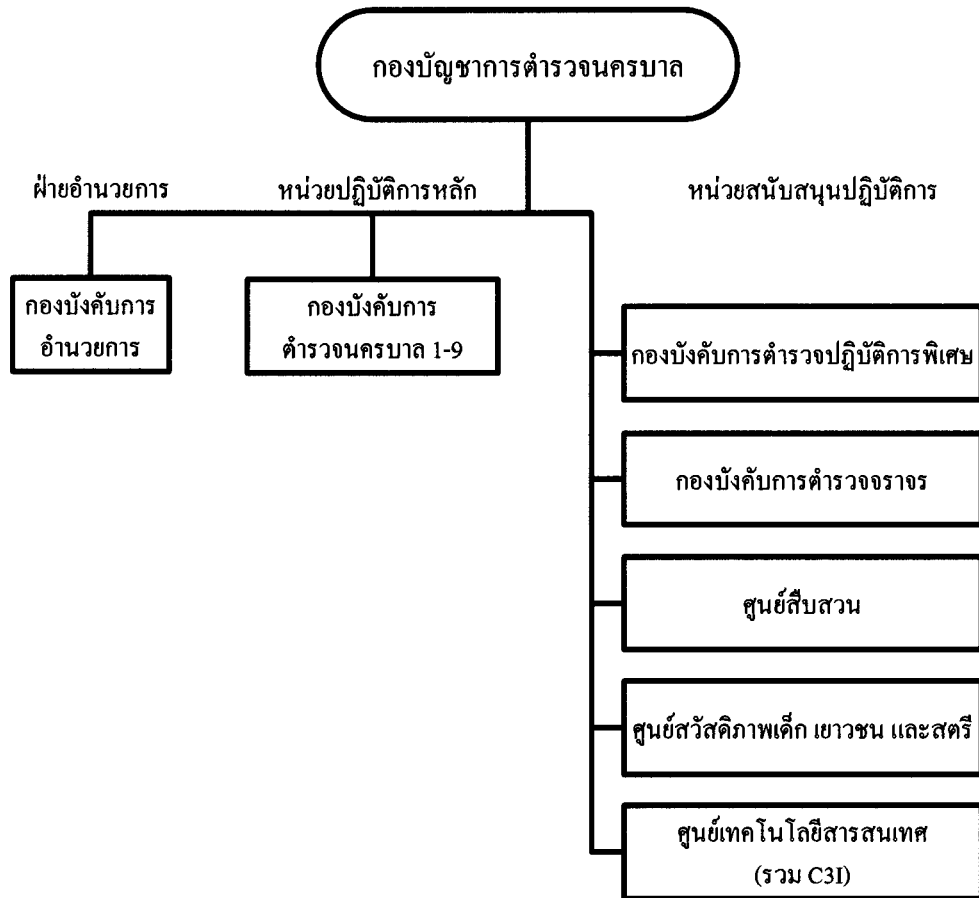 กองบัญชาการตำรวจนครบาล
ฝ่ายอำนวยการ
หน่วยปฏิบัติการหลัก
หน่วยสนับสนุนปฏิบัติการ
กองบังคับการ
อำนวยการ
กองบังคับการ
ตำรวจนครบาล 1-9
กองบังคับการตำรวจปฏิบัติการพิเศษ
กองบังคับการตำรวจจราจร
ศูนย์สืบสวน
ศูนย์สวัสดิภาพเด็ก เยาวชน และสตรี
ศูนย์เทคโนโลยีสารสนเทศ
(รวม C3I)